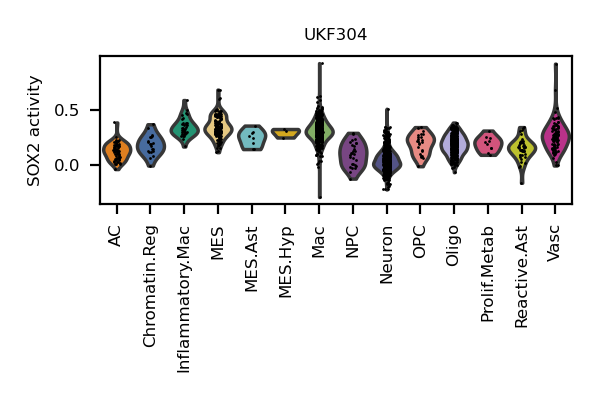 UKF304
SOX2 activity
0.5
0.0
AC
Chromatin.Reg
Inflammatory.Mac
MES
MES.Ast
MES.Hyp
Mac
NPC
Neuron
OPC
Oligo
Prolif.Metab
Reactive.Ast
Vasc